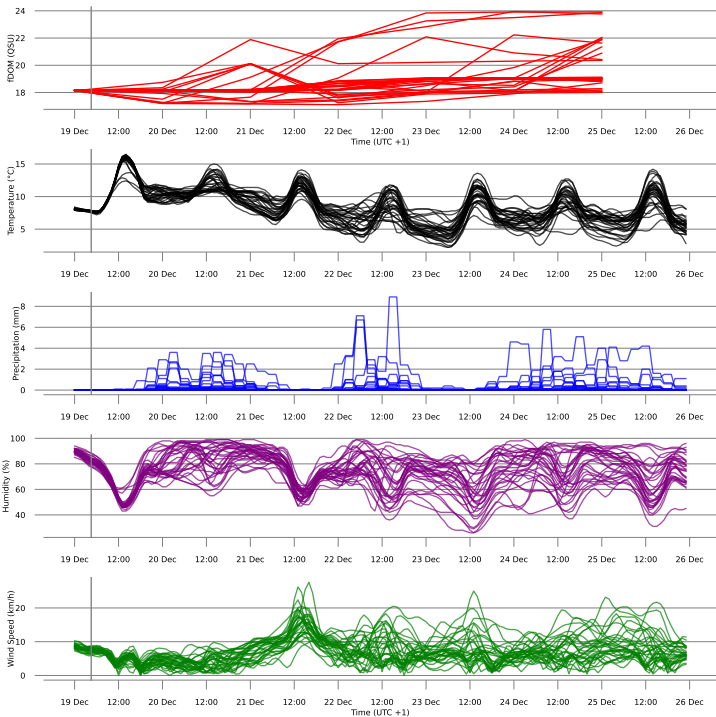 fDOM (QSU)
24
22
20
18
19 Dec 12:00 20 Dec 12:00 21 Dec 12:00 22 Dec 12:00 23 Dec 12:00 24 Dec 12:00 25 Dec 12:00 26 Dec
Time (UTC +1)
Temperature (°C)
15
10
5
19 Dec 12:00 20 Dec 12:00 21 Dec 12:00 22 Dec 12:00 23 Dec 12:00 24 Dec 12:00 25 Dec 12:00 26 Dec
Precipitation (mm)
8
6
4
2
0
19 Dec 12:00 20 Dec 12:00 21 Dec 12:00 22 Dec 12:00 23 Dec 12:00 24 Dec 12:00 25 Dec 12:00 26 Dec
Humidity (%)
100
80
60
40
19 Dec 12:00 20 Dec 12:00 21 Dec 12:00 22 Dec 12:00 23 Dec 12:00 24 Dec 12:00 25 Dec 12:00 26 Dec
Wind Speed (km/h)
20
10
0
19 Dec 12:00 20 Dec 12:00 21 Dec 12:00 22 Dec 12:00 23 Dec 12:00 24 Dec 12:00 25 Dec 12:00 26 Dec
Time (UTC +1)